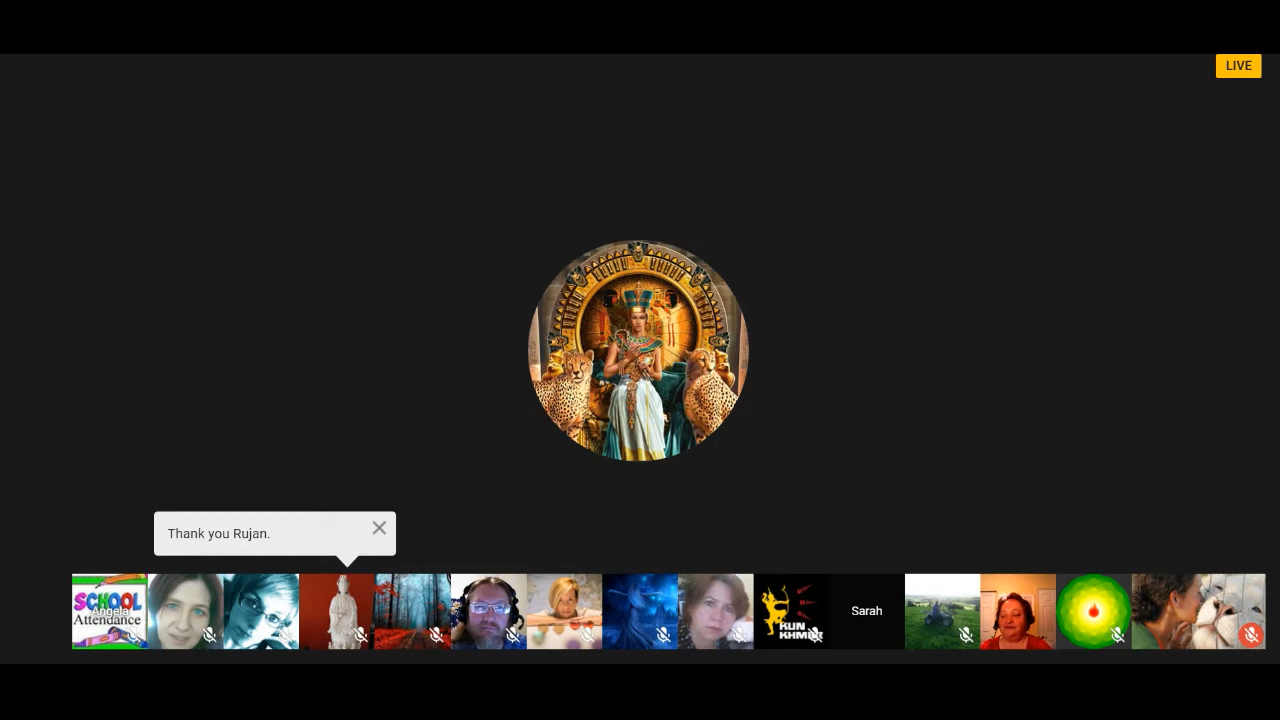 LIVE
Thank you Rujan.
SCHOOL
Angela
Attendance
KUN
KHMER
Sarah